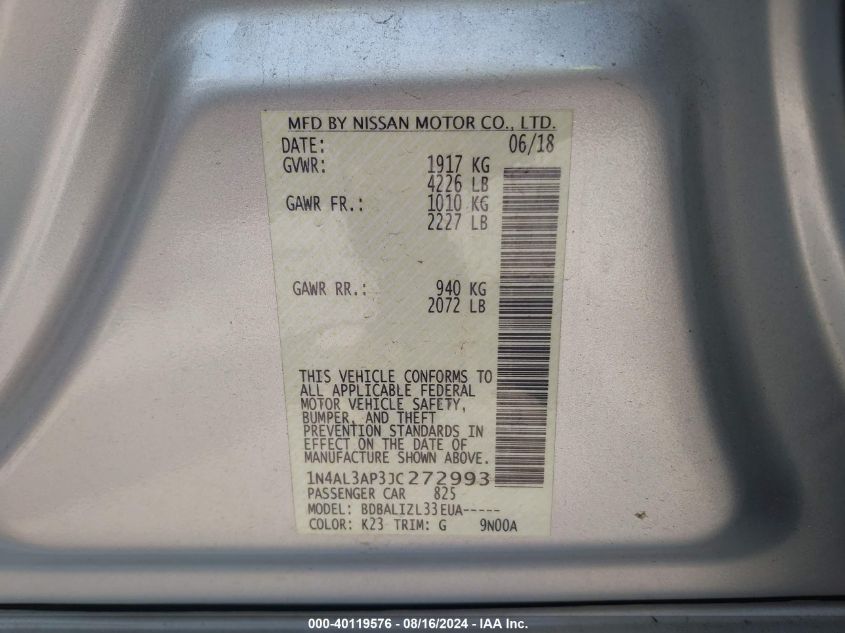 MFD BY NISSAN MOTOR CO., LTD.
DATE: 06/18
GVWR: 1917 KG
4226 LB
GAWR FR.: 1010 KG
2227 LB
GAWR RR.: 940 KG
2072 LB
THIS VEHICLE CONFORMS TO
ALL APPLICABLE FEDERAL
MOTOR VEHICLE SAFETY,
BUMPER, AND THEFT
PREVENTION STANDARDS IN
EFFECT ON THE DATE OF
MANUFACTURE SHOWN ABOVE.
1N4AL3AP3JC272993
PASSENGER CAR 825
MODEL: BDBALIZL33EUA-----
COLOR: K23 TRIM: G 9N00A
000-40119576 - 08/16/2024 - IAA Inc.